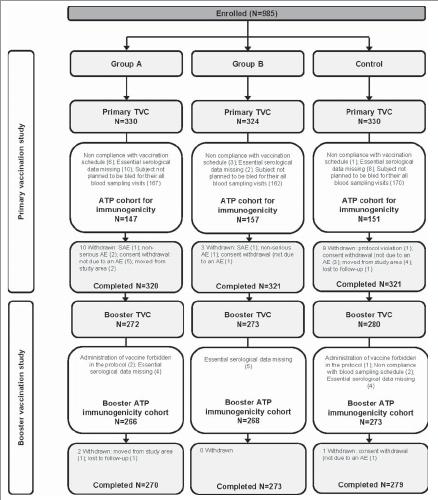 Enrolled (N=985)
Group A
Group B
Control
Primary vaccination study
Primary TVC
N=330
Primary TVC
N=324
Primary TVC
N=330
Non compliance with vaccination
schedule (6); Essential serological
data missing (10); Subject not
planned to be bled for their all
blood sampling visits (167)
ATP cohort for
immunogenicity
N=147
Non compliance with vaccination
schedule (3); Essential serological
data missing (2); Subject not
planned to be bled for their all
blood sampling visits (162)
ATP cohort for
immunogenicity
N=157
Non compliance with vaccination
schedule (1); Essential serological
data missing (8); Subject not
planned to be bled for their all
blood sampling visits (170)
ATP cohort for
immunogenicity
N=151
10 Withdrawn: SAE (1); non-
serious AE (2); consent withdrawal
not due to an AE (5); moved from
study area (2)
Completed N=320
3 Withdrawn: SAE (1); non-serious
AE (1); consent withdrawal (not due
to an AE (1)
Completed N=321
9 Withdrawn: protocol violation (1);
consent withdrawal (not due to
an AE (3); moved from study area (4);
lost to follow-up (1)
Completed N=321
Booster vaccination study
Booster TVC
N=272
Booster TVC
N=273
Booster TVC
N=280
Administration of vaccine forbidden
in the protocol (2); Essential
serological data missing (4)
Booster ATP
immunogenicity cohort
N=266
Essential serological data missing
(5)
Booster ATP
immunogenicity cohort
N=268
Administration of vaccine forbidden
in the protocol (1); Non compliance
with blood sampling schedule (2);
Essential serological data missing
(4)
Booster ATP
immunogenicity cohort
N=273
2 Withdrawn: moved from study area
(1); lost to follow-up (1)
Completed N=270
0 Withdrawn
Completed N=273
1 Withdrawn: consent withdrawal
(not due to an AE (1)
Completed N=279